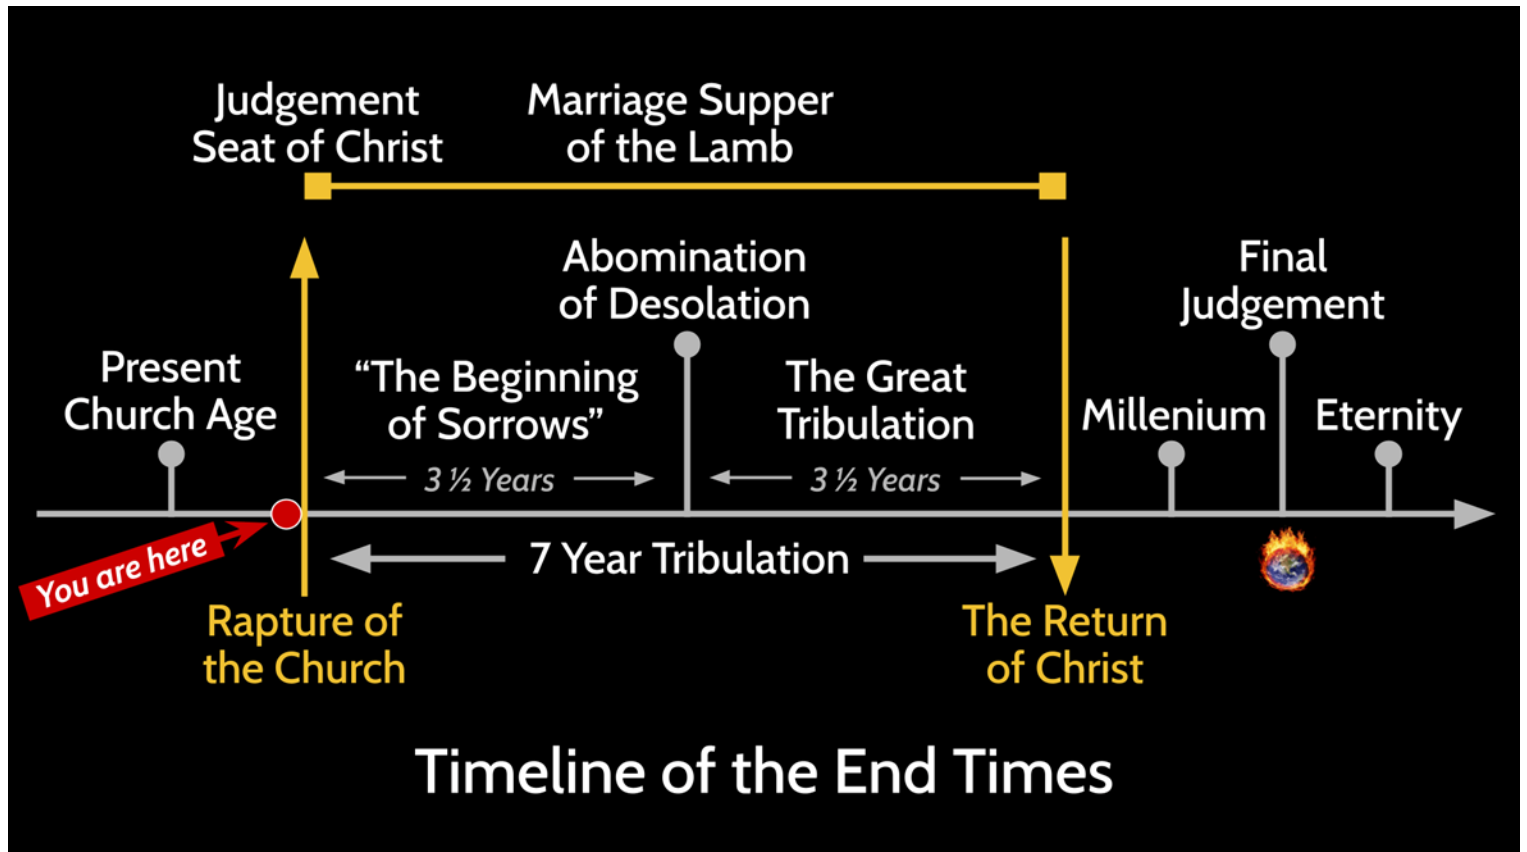 Judgement
Seat of Christ
Marriage Supper
of the Lamb
Abomination
of Desolation
Final
Judgement
Present
Church Age
“The Beginning
of Sorrows”
The Great
Tribulation
Millenium
Eternity
3 ½ Years
3 ½ Years
You are here
7 Year Tribulation
Rapture of
the Church
The Return
of Christ
Timeline of the End Times